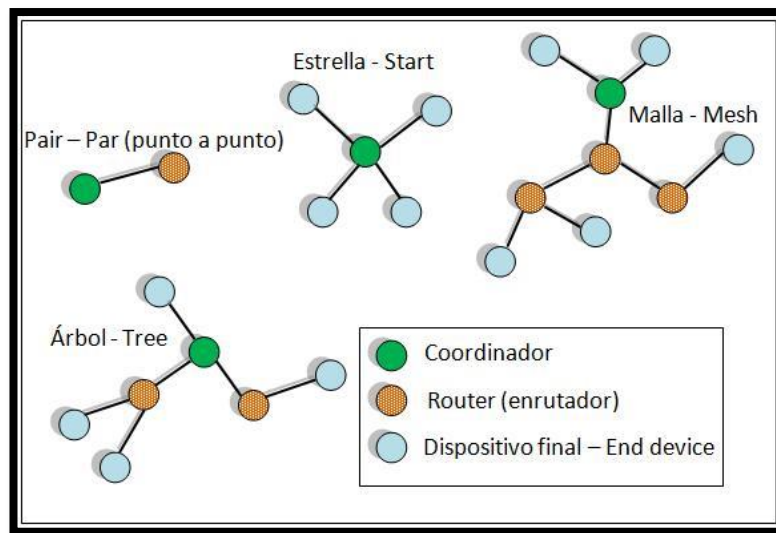 Estrella - Start
Pair – Par (punto a punto)
Malla - Mesh
Árbol - Tree
Coordinador
Router (enrutador)
Dispositivo final – End device